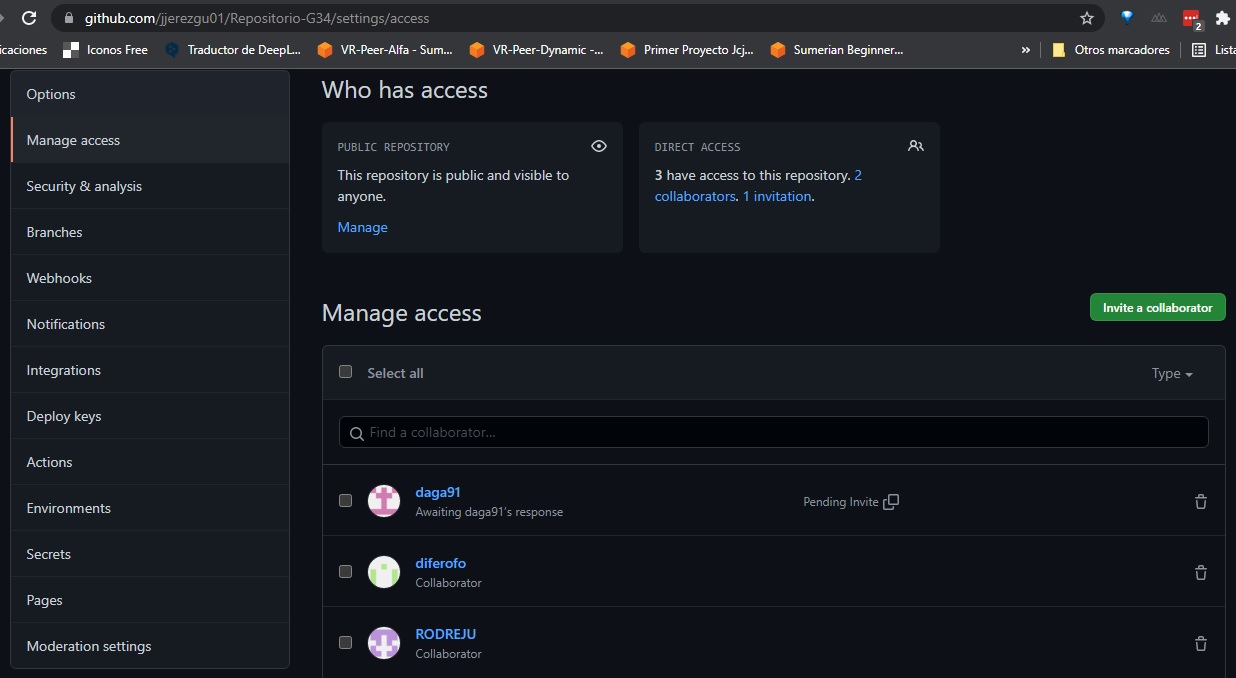 github.com/jjerezgu01/Repositorio-G34/settings/access
2
Iconos Free
Traductor de DeepL...
VR-Peer-Alfa - Sum...
VR-Peer-Dynamic -...
Primer Proyecto Jcj...
Sumerian Beginner...
»
Otros marcadores
Options
Manage access
Security & analysis
Branches
Webhooks
Notifications
Integrations
Deploy keys
Actions
Environments
Secrets
Pages
Moderation settings
Who has access
PUBLIC REPOSITORY
This repository is public and visible to
anyone.
Manage
DIRECT ACCESS
3 have access to this repository. 2
collaborators. 1 invitation.
Manage access
Invite a collaborator
Select all
Type
Find a collaborator...
daga91
Awaiting daga91's response
Pending Invite
diferofo
Collaborator
RODREJU
Collaborator